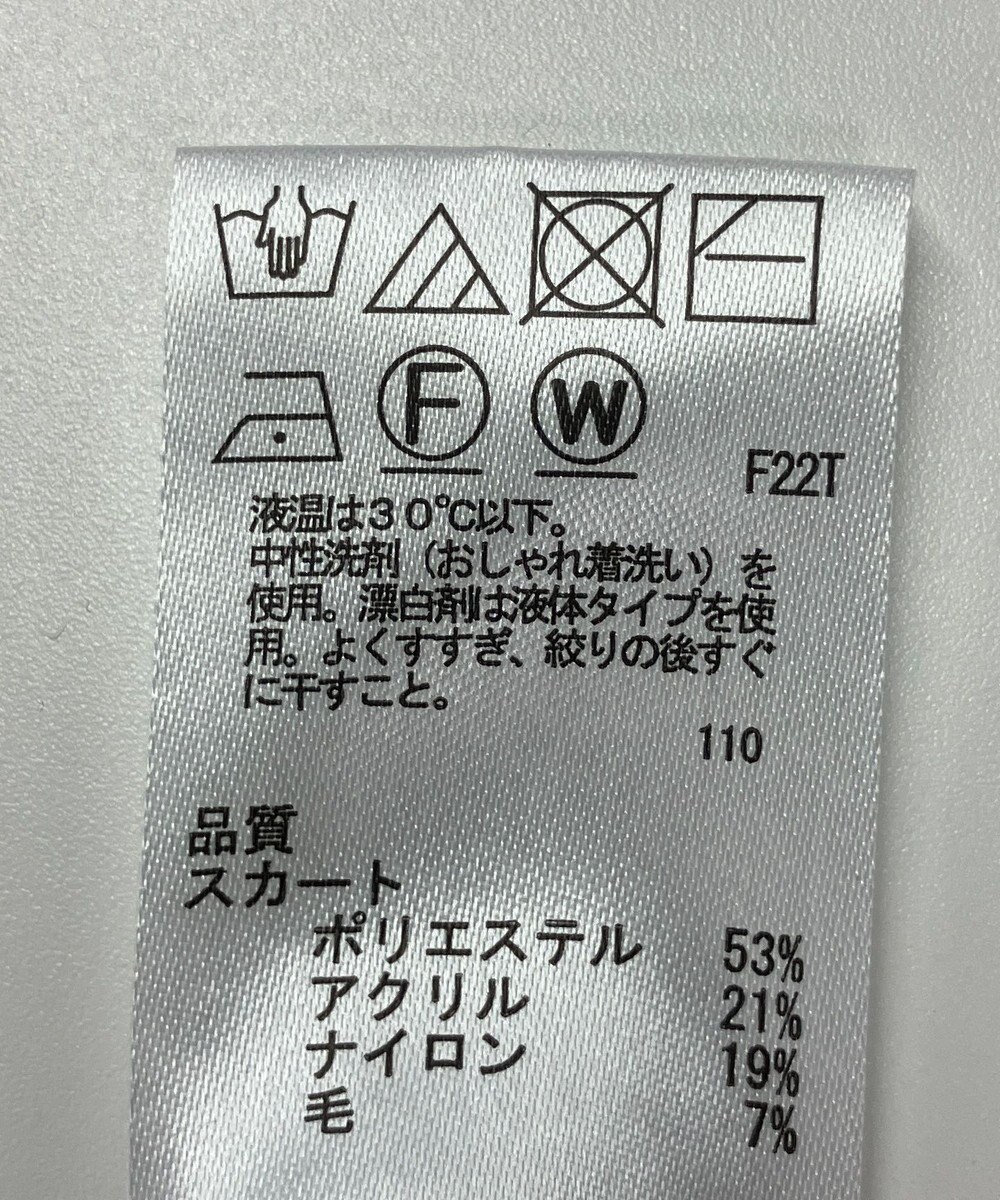 F W
F22T
液温は30℃以下。
中性洗剤(おしゃれ着洗い)を
使用。漂白剤は液体タイプを使
用。よくすすぎ、絞りの後すぐ
に干すこと。
110
品質
スカート
ポリエステル 53%
アクリル 21%
ナイロン 19%
毛 7%